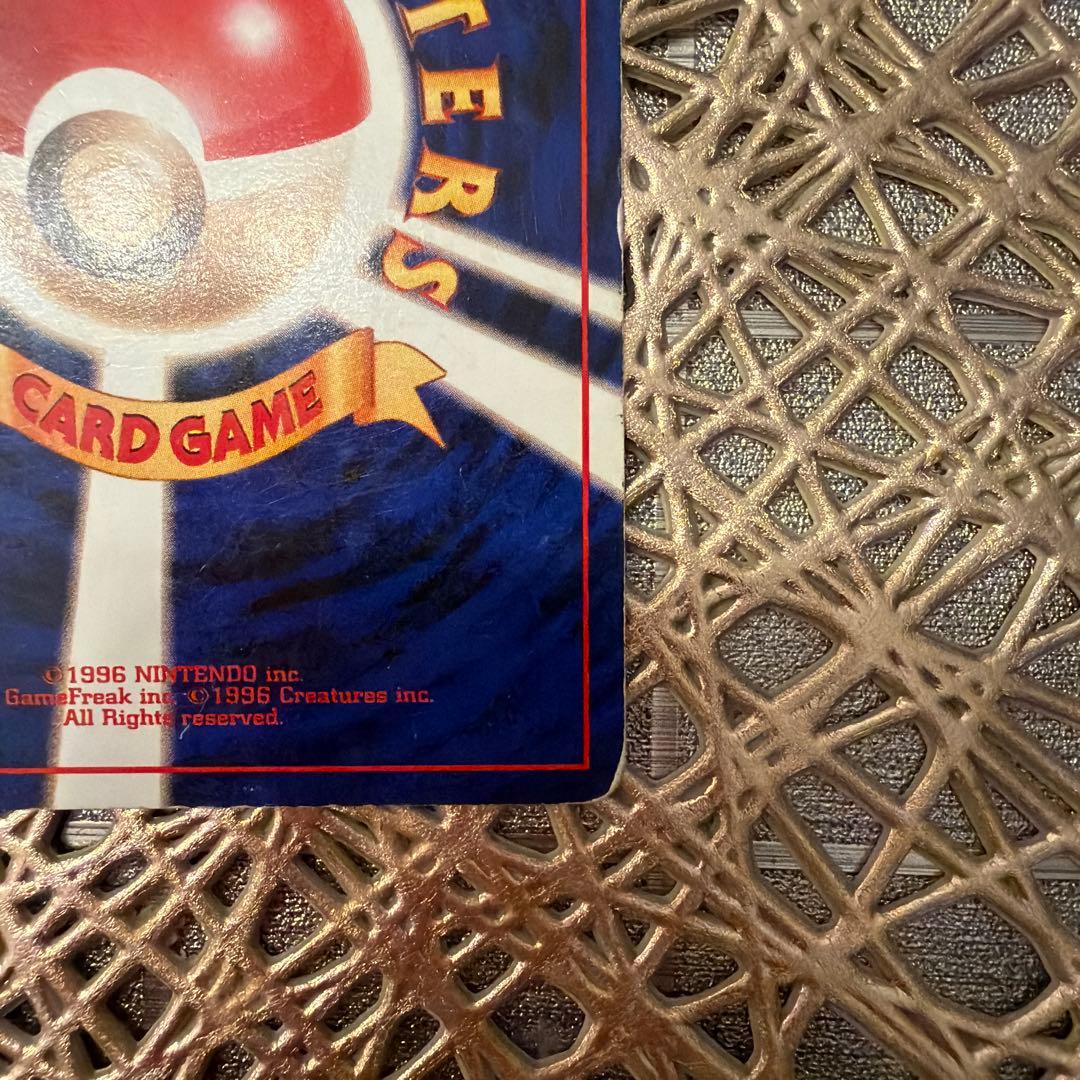 TERS
CARD GAME
©1996 NINTENDO inc.
GameFreak inc. ©1996 Creatures inc.
All Rights reserved.